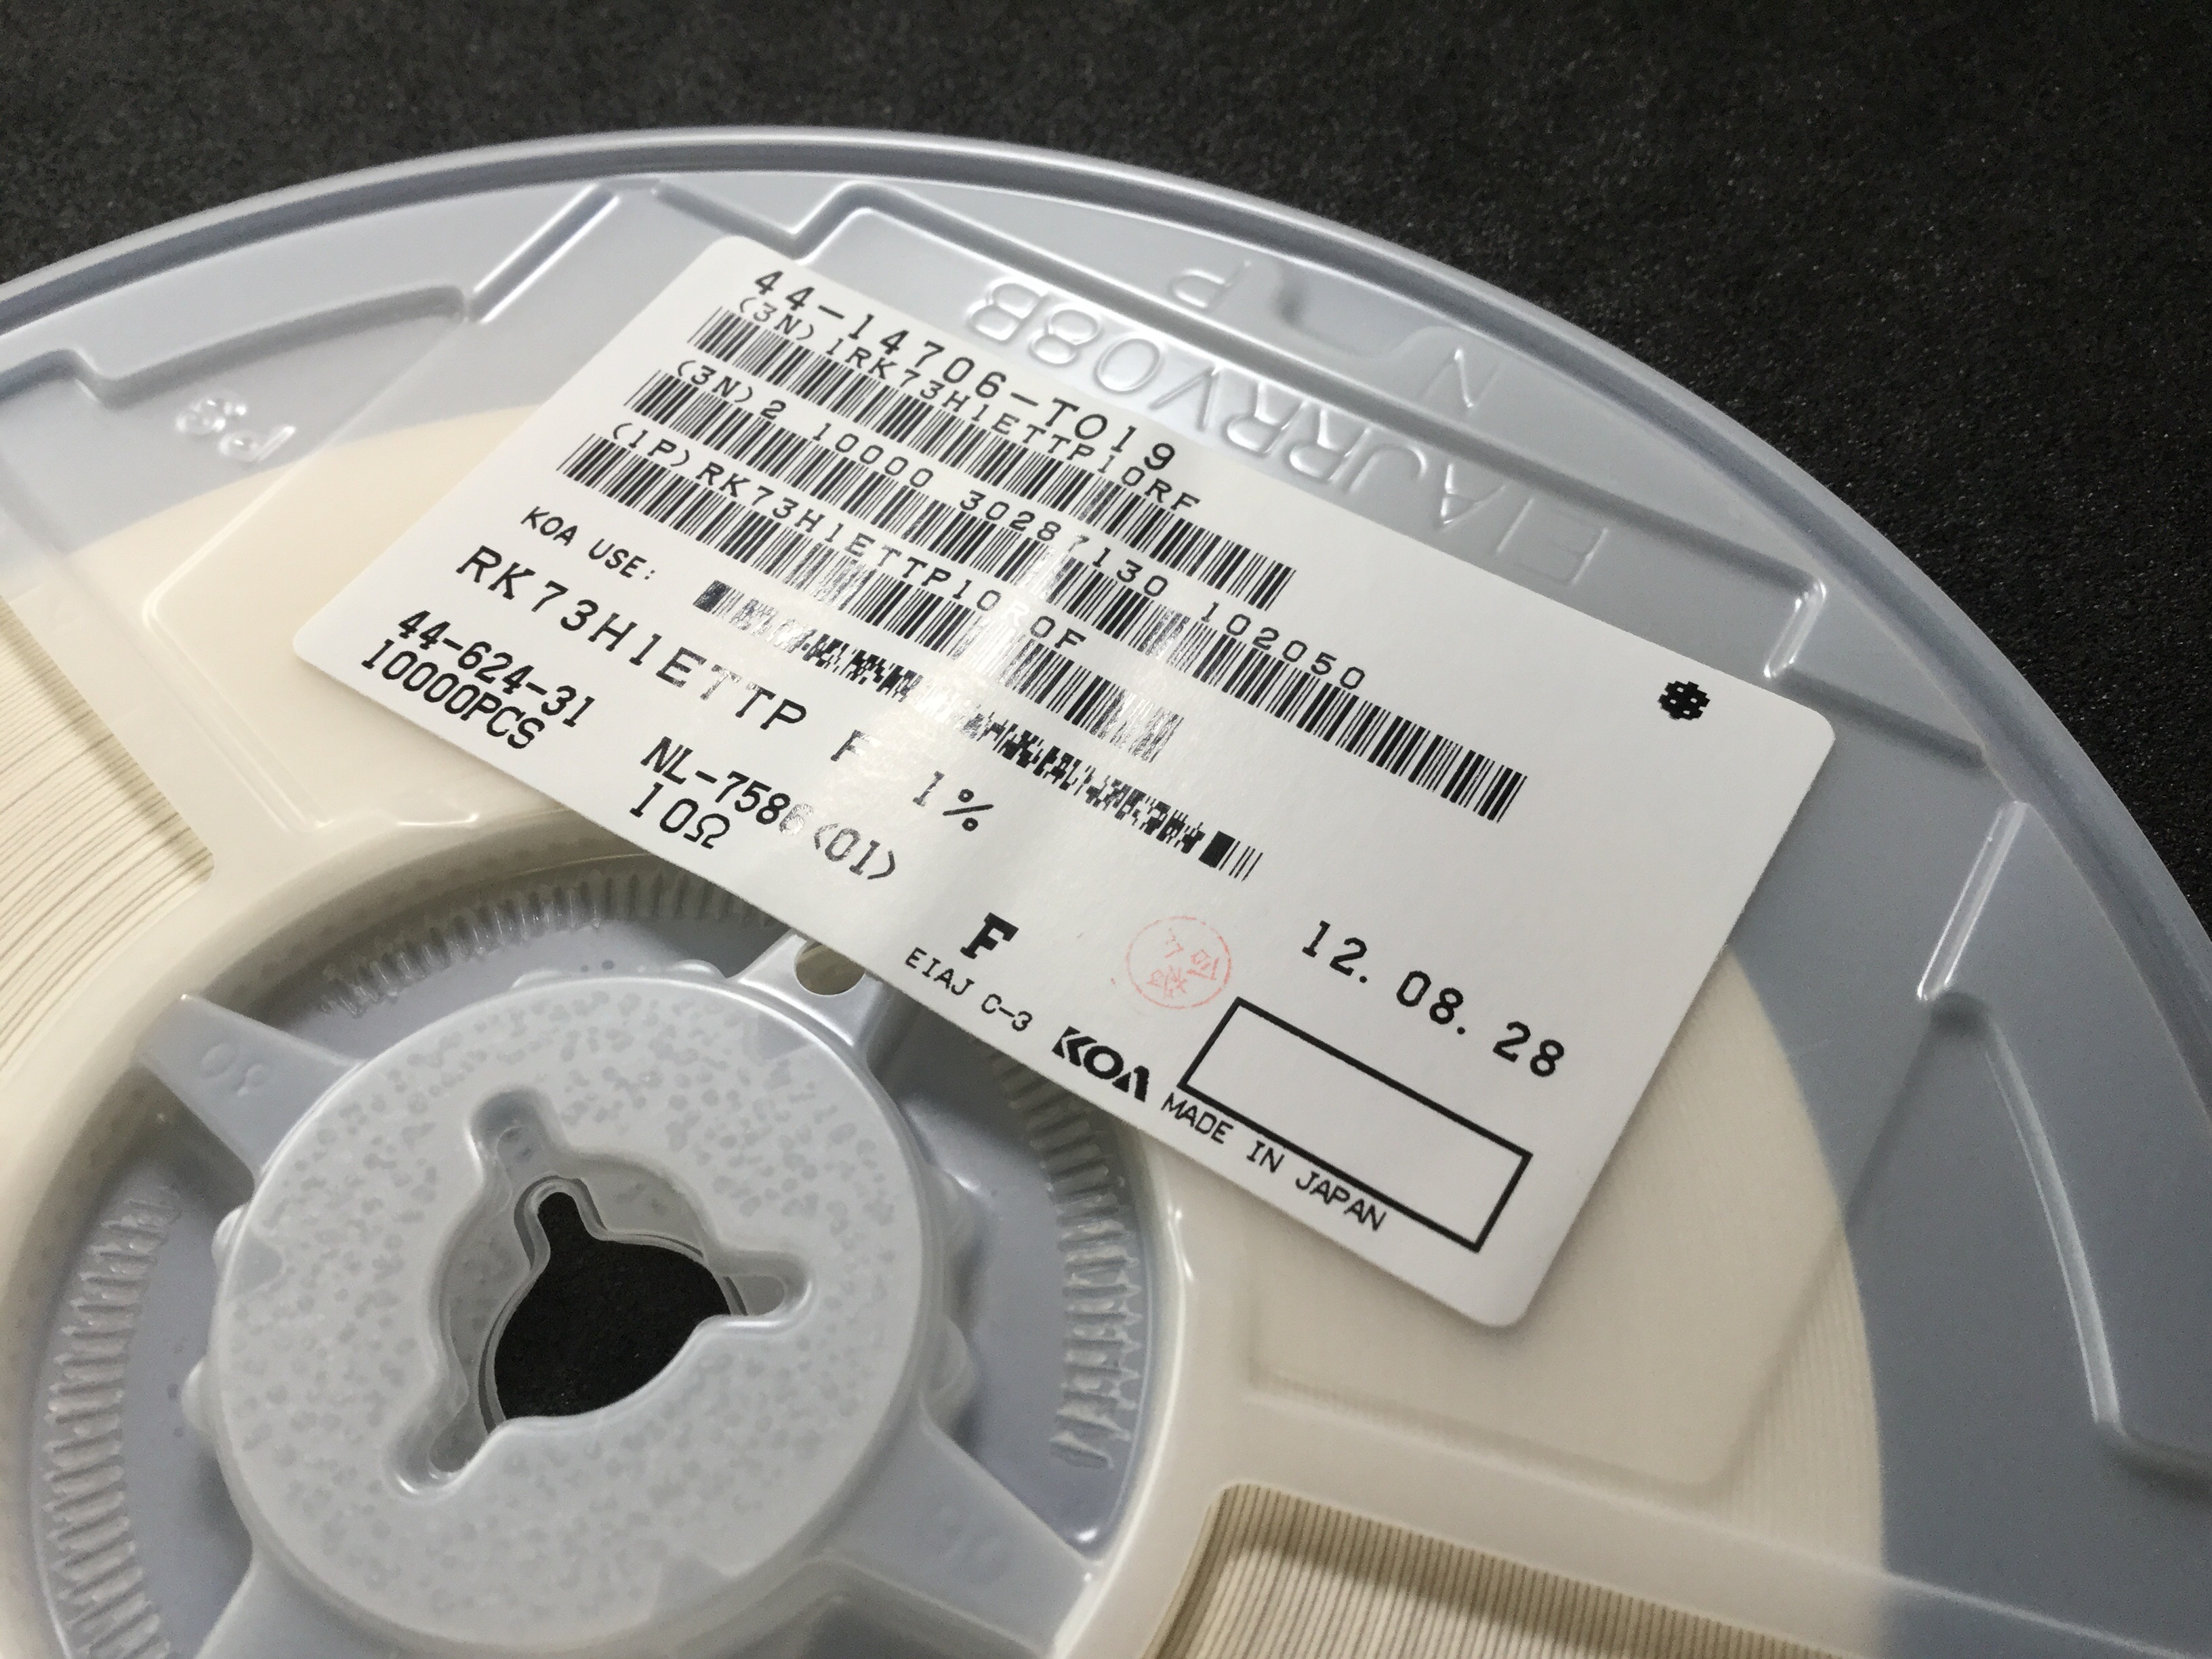 44-14706-T019
(3N)1RK73H1ETTP10RF
(3N)2 10000 30287130 102050
(1P)RK73H1ETTP10R0F
KOA USE:
RK73H1ETTP F 1%
44-624-31 NL-7586(01)
10000PCS 10Ω
12.08.28
F
EIAJ C-3
KOA
MADE IN JAPAN
EIAJRRV08B
N P
PS